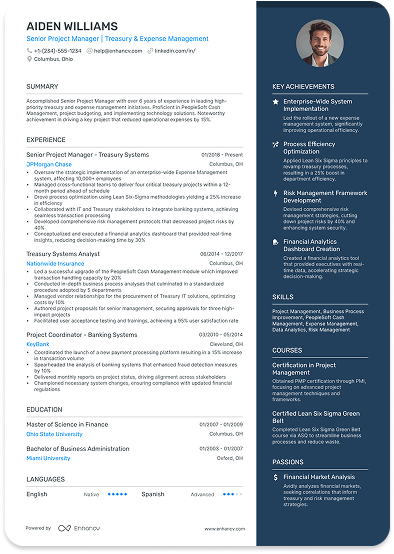 AIDEN WILLIAMS
Senior Project Manager | Treasury & Expense Management
+1-(234)-555-1234 help@enhancv.com linkedin.com/in/
Columbus, Ohio
SUMMARY
Accomplished Senior Project Manager with over 6 years of experience in leading high-
priority treasury and expense management initiatives. Proficient in PeopleSoft Cash
Management, project budgeting, and implementing technology solutions. Noteworthy
achievement in driving a key project that reduced operational expenses by 15%.
EXPERIENCE
Senior Project Manager - Treasury Systems 01/2018 - Present
JPMorgan Chase Columbus, OH
• Oversaw the strategic implementation of an enterprise-wide Expense Management
system, affecting 10,000+ employees
• Managed cross-functional teams to deliver four critical treasury projects within a 12-
month period ahead of schedule
• Drove process optimization using Lean Six-Sigma methodologies yielding a 25% increase
in efficiency
• Collaborated with IT and Treasury stakeholders to integrate banking systems, achieving
seamless transaction processing
• Developed comprehensive risk management protocols that decreased project risks by
40%
• Conceptualized and executed a financial analytics dashboard that provided real-time
insights, reducing decision-making time by 30%
Treasury Systems Analyst 06/2014 - 12/2017
Nationwide Insurance Columbus, OH
• Led a successful upgrade of the PeopleSoft Cash Management module which improved
transaction handling capacity by 20%
• Conducted in-depth business process analyses that culminated in a standardized
procedure adopted by 5 departments
• Managed vendor relationships for the procurement of Treasury IT solutions, optimizing
costs by 10%
• Authored project proposals for senior management, securing approvals for three high-
impact projects
• Facilitated user acceptance testing and trainings, achieving a 95% user satisfaction rate
Project Coordinator - Banking Systems 03/2010 - 05/2014
KeyBank Cleveland, OH
• Coordinated the launch of a new payment processing platform resulting in a 15% increase
in transaction volume
• Spearheaded the analysis of banking systems that enhanced fraud detection measures
by 10%
• Delivered monthly reports on project status, driving alignment across stakeholders
• Championed necessary system changes, ensuring compliance with updated financial
regulations
EDUCATION
Master of Science in Finance 01/2007 - 01/2009
Ohio State University Columbus, OH
Bachelor of Business Administration 01/2003 - 01/2007
Miami University Oxford, OH
LANGUAGES
English Native Spanish Advanced
Powered by Enhancv www.enhancv.com
KEY ACHIEVEMENTS
Enterprise-Wide System
Implementation
Led the rollout of a new expense
management system, significantly
improving operational efficiency.
Process Efficiency
Optimization
Applied Lean Six Sigma principles to
revamp treasury processes,
resulting in a 25% boost in
department efficiency.
Risk Management Framework
Development
Devised comprehensive risk
management strategies, cutting
down project risks by 40% and
enhancing system security.
Financial Analytics
Dashboard Creation
Created a financial analytics tool
that provided executives with real-
time data, accelerating strategic
decision-making.
SKILLS
Project Management, Business Process
Improvement, PeopleSoft Cash
Management, Expense Management,
Data Analytics, Risk Management
COURSES
Certification in Project
Management
Obtained PMP certification through PMI,
focusing on advanced project
management techniques and
frameworks.
Certified Lean Six Sigma Green
Belt
Completed Lean Six Sigma Green Belt
course via ASQ to streamline business
processes and reduce waste.
PASSIONS
Financial Market Analysis
Avidly analyzes financial markets,
seeking correlations that inform
treasury and risk management
strategies.